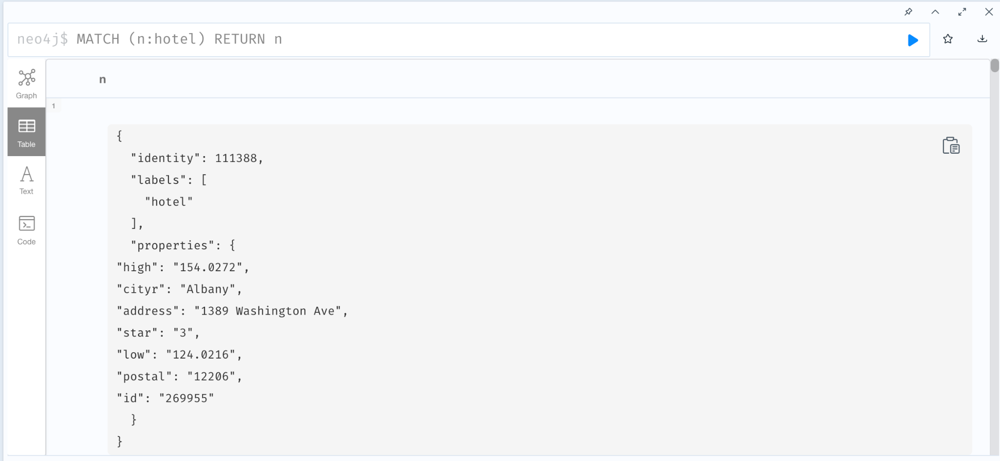 neo4j$ MATCH (n:hotel) RETURN n
Graph
Table
Text
Code
n
1
{
  "identity": 111388,
  "labels": [
    "hotel"
  ],
  "properties": {
"high": "154.0272",
"cityr": "Albany",
"address": "1389 Washington Ave",
"star": "3",
"low": "124.0216",
"postal": "12206",
"id": "269955"
  }
}